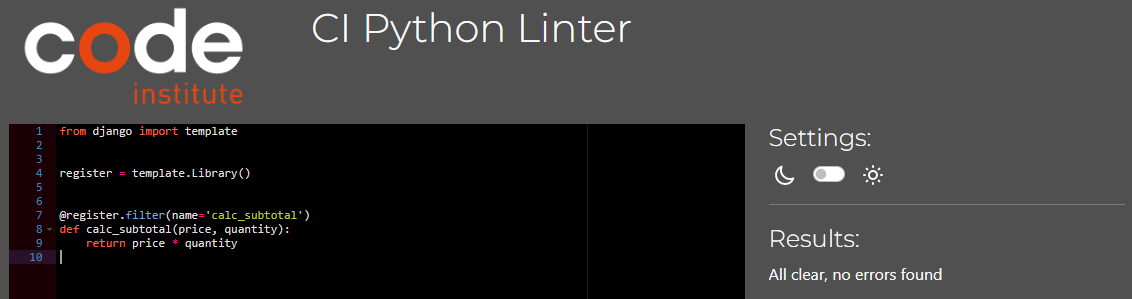 code
institute
CI Python Linter
1 from django import template
2
3
4 register = template.Library()
5
6
7 @register.filter(name='calc_subtotal')
8 def calc_subtotal(price, quantity):
9     return price * quantity
10
Settings:
Results:
All clear, no errors found